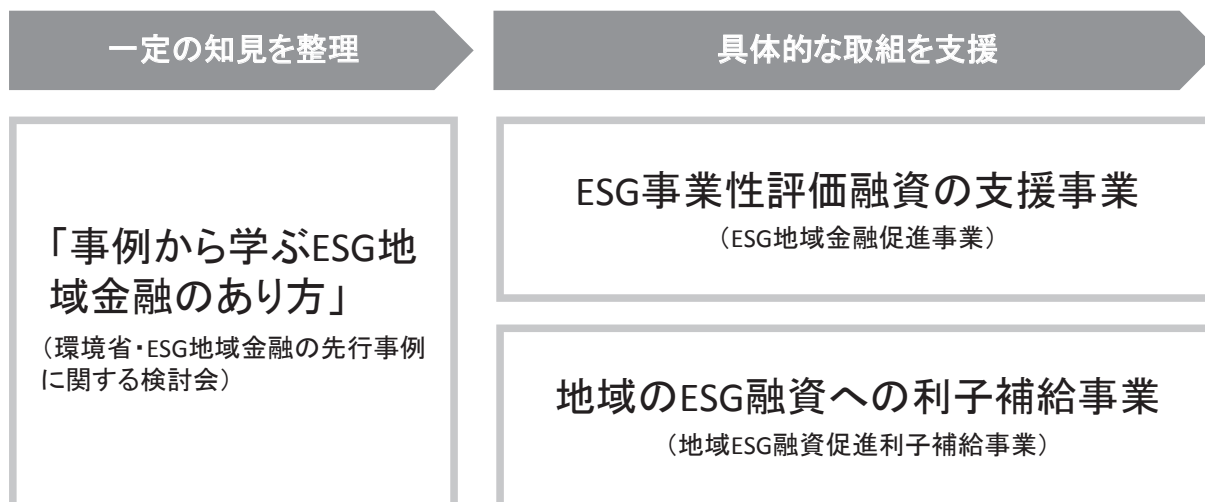 一定の知見を整理
具体的な取組を支援
「事例から学ぶESG地
域金融のあり方」
（環境省・ESG地域金融の先行事例
に関する検討会）
ESG事業性評価融資の支援事業
（ESG地域金融促進事業）
地域のESG融資への利子補給事業
（地域ESG融資促進利子補給事業）